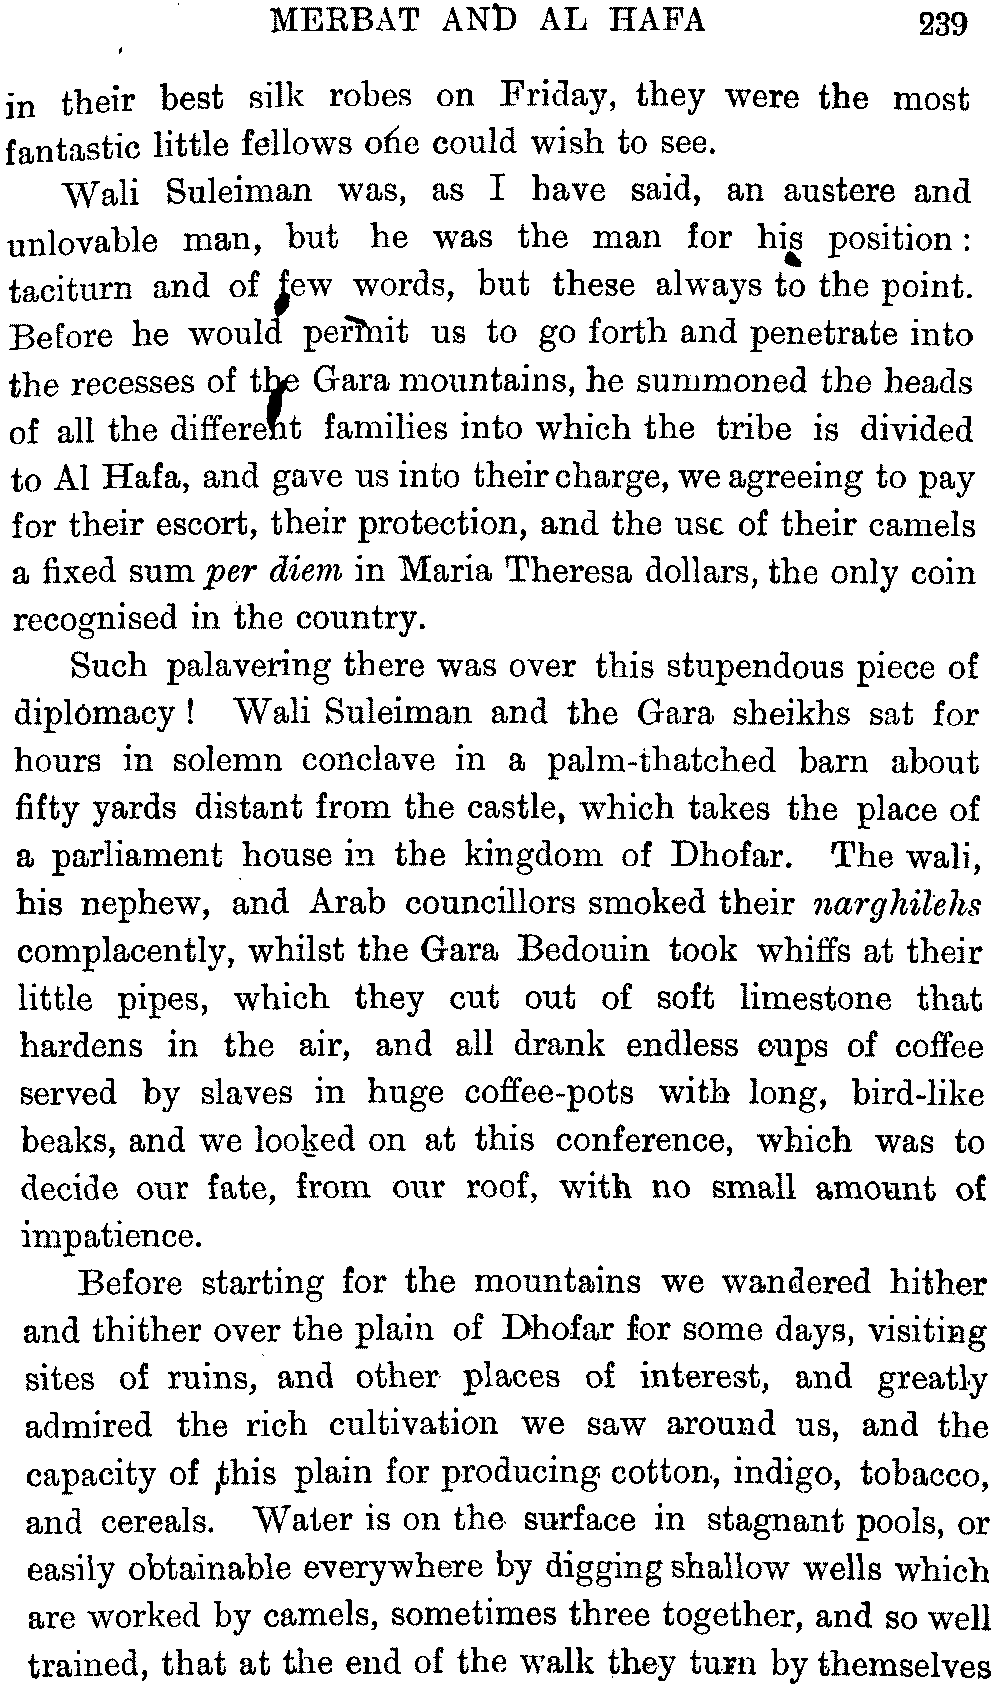 MERBAT AND AL HAFA 239
in their best silk robes on Friday, they were the most
fantastic little fellows one could wish to see.
Wali Suleiman was, as I have said, an austere and
unlovable man, but he was the man for his position :
taciturn and of few words, but these always to the point.
Before he would permit us to go forth and penetrate into
the recesses of the Gara mountains, he summoned the heads
of all the different families into which the tribe is divided
to Al Hafa, and gave us into their charge, we agreeing to pay
for their escort, their protection, and the use of their camels
a fixed sum per diem in Maria Theresa dollars, the only coin
recognised in the country.
Such palavering there was over this stupendous piece of
diplomacy ! Wali Suleiman and the Gara sheikhs sat for
hours in solemn conclave in a palm-thatched barn about
fifty yards distant from the castle, which takes the place of
a parliament house in the kingdom of Dhofar. The wali,
his nephew, and Arab councillors smoked their narghilehs
complacently, whilst the Gara Bedouin took whiffs at their
little pipes, which they cut out of soft limestone that
hardens in the air, and all drank endless cups of coffee
served by slaves in huge coffee-pots with long, bird-like
beaks, and we looked on at this conference, which was to
decide our fate, from our roof, with no small amount of
impatience.
Before starting for the mountains we wandered hither
and thither over the plain of Dhofar for some days, visiting
sites of ruins, and other places of interest, and greatly
admired the rich cultivation we saw around us, and the
capacity of this plain for producing cotton, indigo, tobacco,
and cereals. Water is on the surface in stagnant pools, or
easily obtainable everywhere by digging shallow wells which
are worked by camels, sometimes three together, and so well
trained, that at the end of the walk they turn by themselves